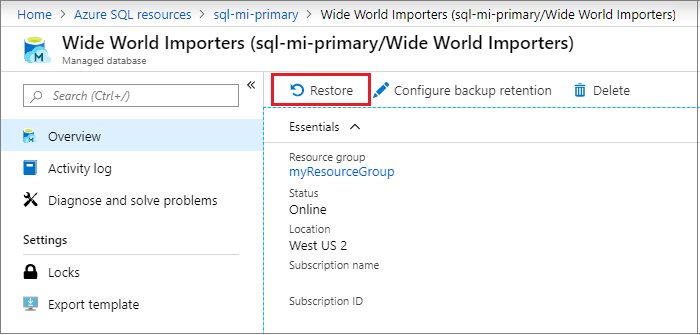 Home > Azure SQL resources > sql-mi-primary > Wide World Importers (sql-mi-primary/Wide World Importers)
Wide World Importers (sql-mi-primary/Wide World Importers)
Managed database
Search (Ctrl+/)
«
Overview
Activity log
Diagnose and solve problems
Settings
Locks
Export template
Restore
Configure backup retention
Delete
Essentials
Resource group
myResourceGroup
Status
Online
Location
West US 2
Subscription name
Subscription ID